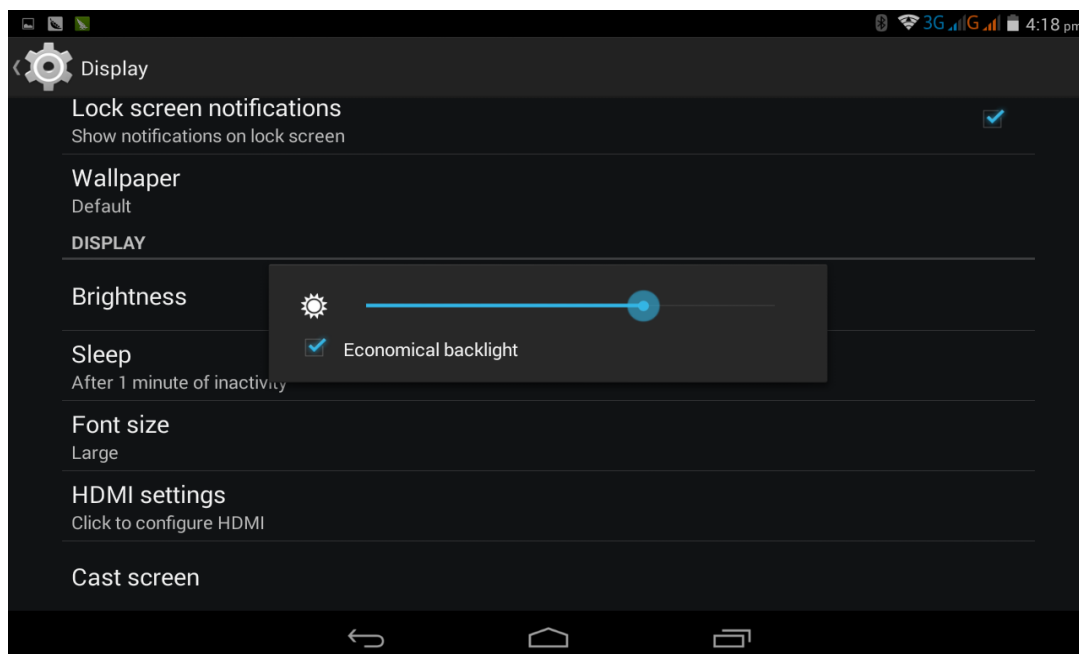 3G G 4:18 pm
Display
Lock screen notifications
Show notifications on lock screen
Wallpaper
Default
DISPLAY
Brightness
Economical backlight
Sleep
After 1 minute of inactivity
Font size
Large
HDMI settings
Click to configure HDMI
Cast screen